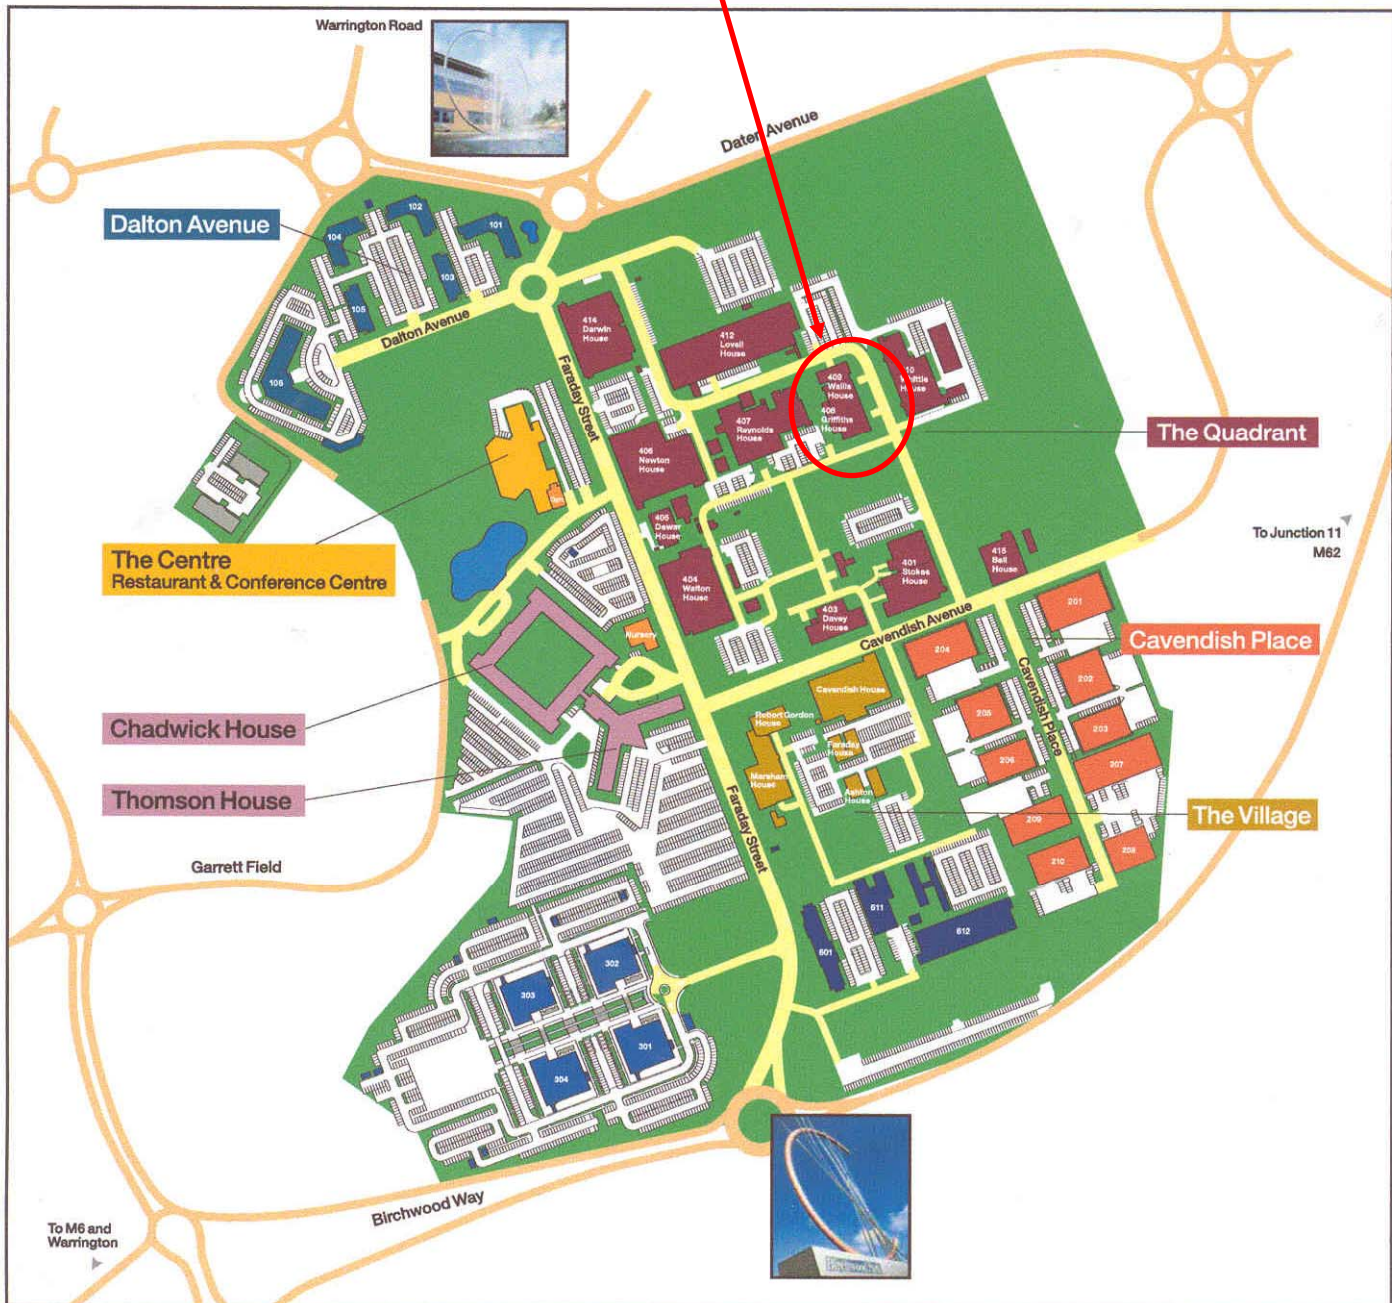 Warrington Road
Daten Avenue
Dalton Avenue
104
102
101
103
105
106
Dalton Avenue
414
Darwin
House
412
Lovell
House
409
Wallis
House
408
Griffiths
House
10
Whittle
House
407
Raynolds
House
406
Newton
House
Faraday Street
The Quadrant
405
Dewar
House
404
Walton
House
401
Stokes
House
415
Bell
House
403
Davey
House
To Junction 11
M62
The Centre
Restaurant & Conference Centre
Nursery
Cavendish Avenue
201
204
Cavendish Place
202
205
203
206
207
Cavendish Place
209
210
208
Chadwick House
Thomson House
Cavendish House
Robert Gordon
House
Faraday
House
Marsham
House
Ashton
House
The Village
Faraday Street
Garrett Field
611
612
601
302
303
301
304
Birchwood Way
To M6 and
Warrington